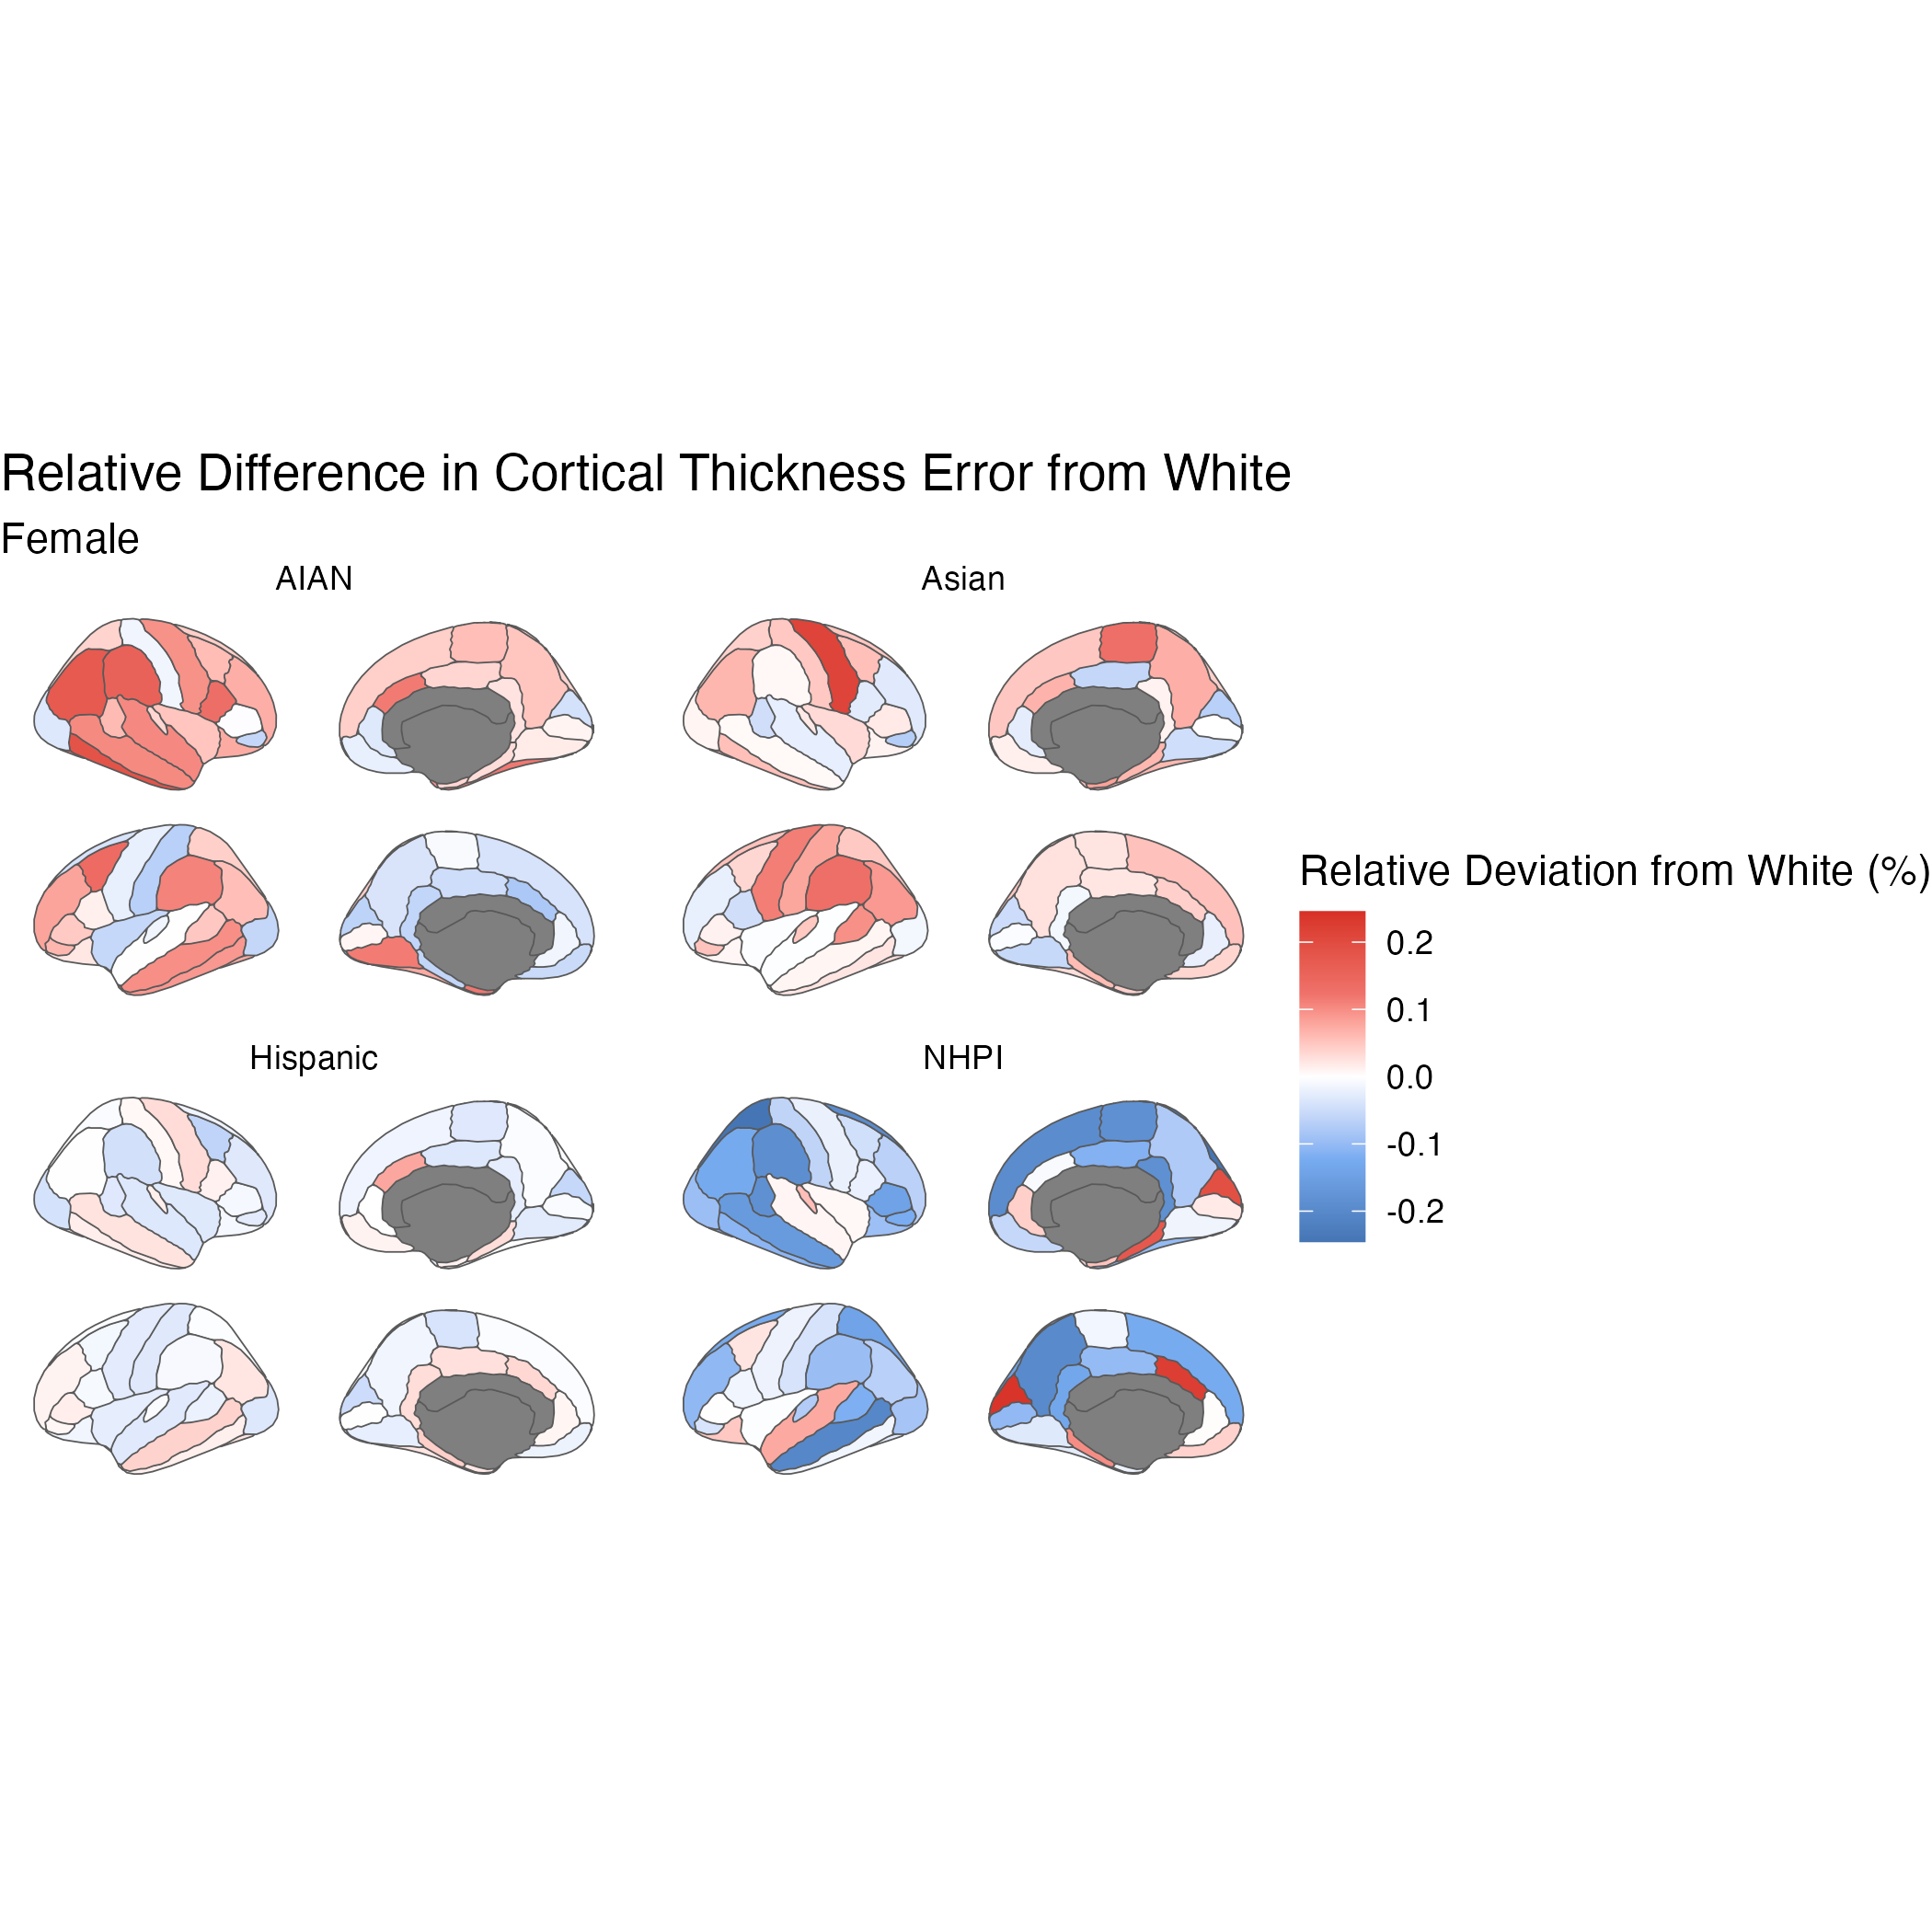 Relative Difference in Cortical Thickness Error from White
Female
AIAN
Asian
Relative Deviation from White (%)
0.2
0.1
0.0
-0.1
-0.2
Hispanic
NHPI